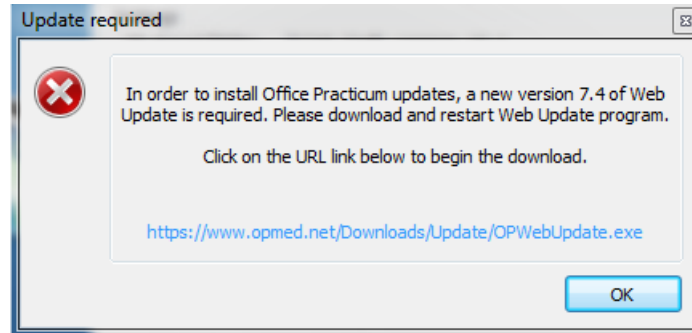 Update required
In order to install Office Practicum updates, a new version 7.4 of Web
Update is required. Please download and restart Web Update program.
Click on the URL link below to begin the download.
https://www.opmed.net/Downloads/Update/OPWebUpdate.exe
OK